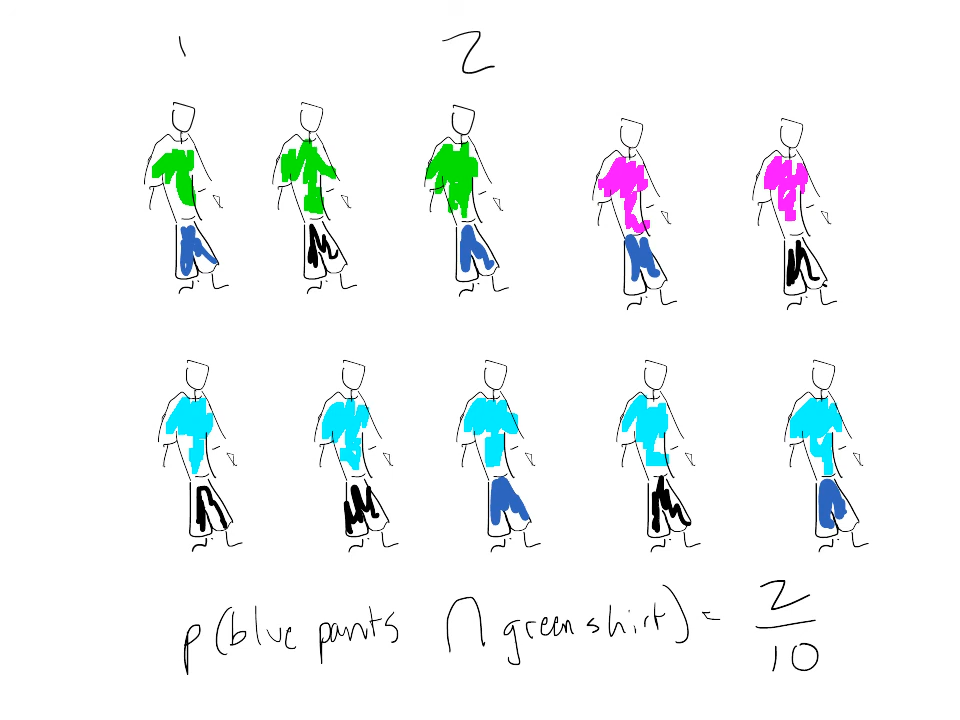 1 2
p(blue pants ∩ green shirt) = 2/10